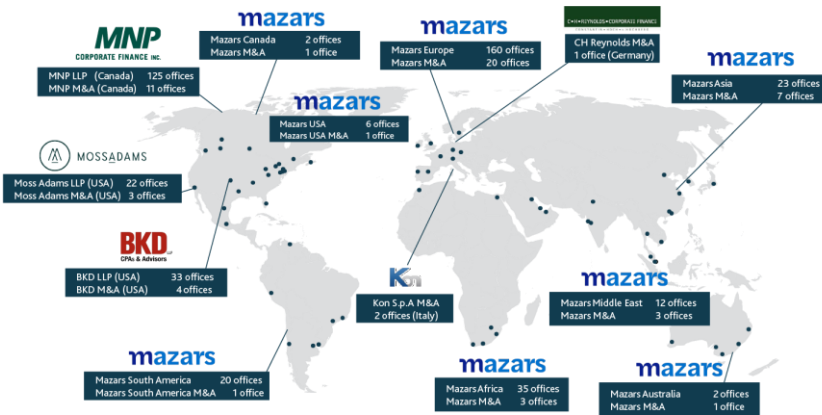 mazars
Mazars Canada 2 offices
Mazars M&A 1 office
MNP
CORPORATE FINANCE INC.
MNP LLP (Canada) 125 offices
MNP M&A (Canada) 11 offices
mazars
Mazars Europe 160 offices
Mazars M&A 20 offices
C•H•REYNOLDS•CORPORATE FINANCE
CH Reynolds M&A
1 office (Germany)
mazars
Mazars Asia 23 offices
Mazars M&A 7 offices
mazars
Mazars USA 6 offices
Mazars USA M&A 1 office
MOSSADAMS
Moss Adams LLP (USA) 22 offices
Moss Adams M&A (USA) 3 offices
BKD LLP
CPAs & Advisors
BKD LLP (USA) 33 offices
BKD M&A (USA) 4 offices
Kon
Kon S.p.A M&A
2 offices (Italy)
mazars
Mazars Middle East 12 offices
Mazars M&A 3 offices
mazars
Mazars South America 20 offices
Mazars South America M&A 1 office
mazars
Mazars Africa 35 offices
Mazars M&A 3 offices
mazars
Mazars Australia 2 offices
Mazars M&A 1 office